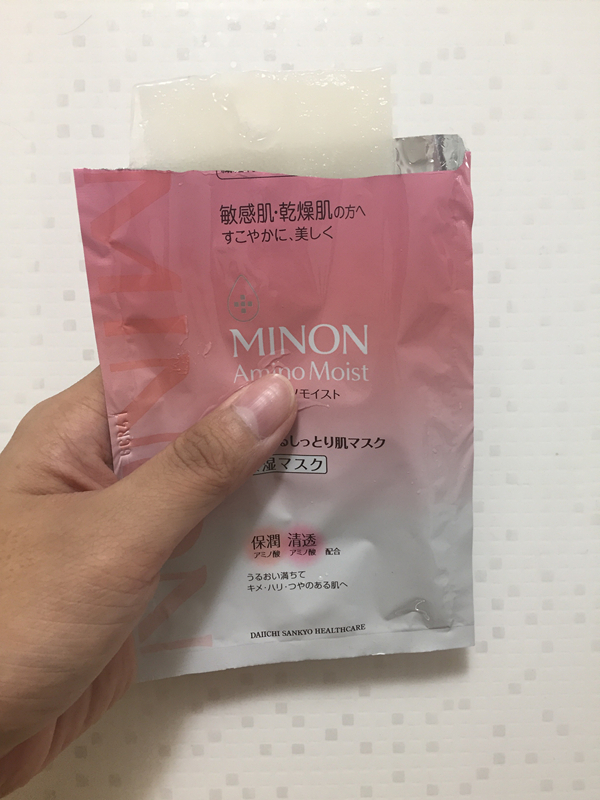 敏感肌・乾燥肌の方へ
すこやかに、美しく
MINON
Amino Moist
ノモイスト
るしっとり肌マスク
湿マスク
保潤 清透
アミノ酸 アミノ酸 配合
うるおい満ちて
キメ・ハリ・つやのある肌へ
DAIICHI SANKYO HEALTHCARE